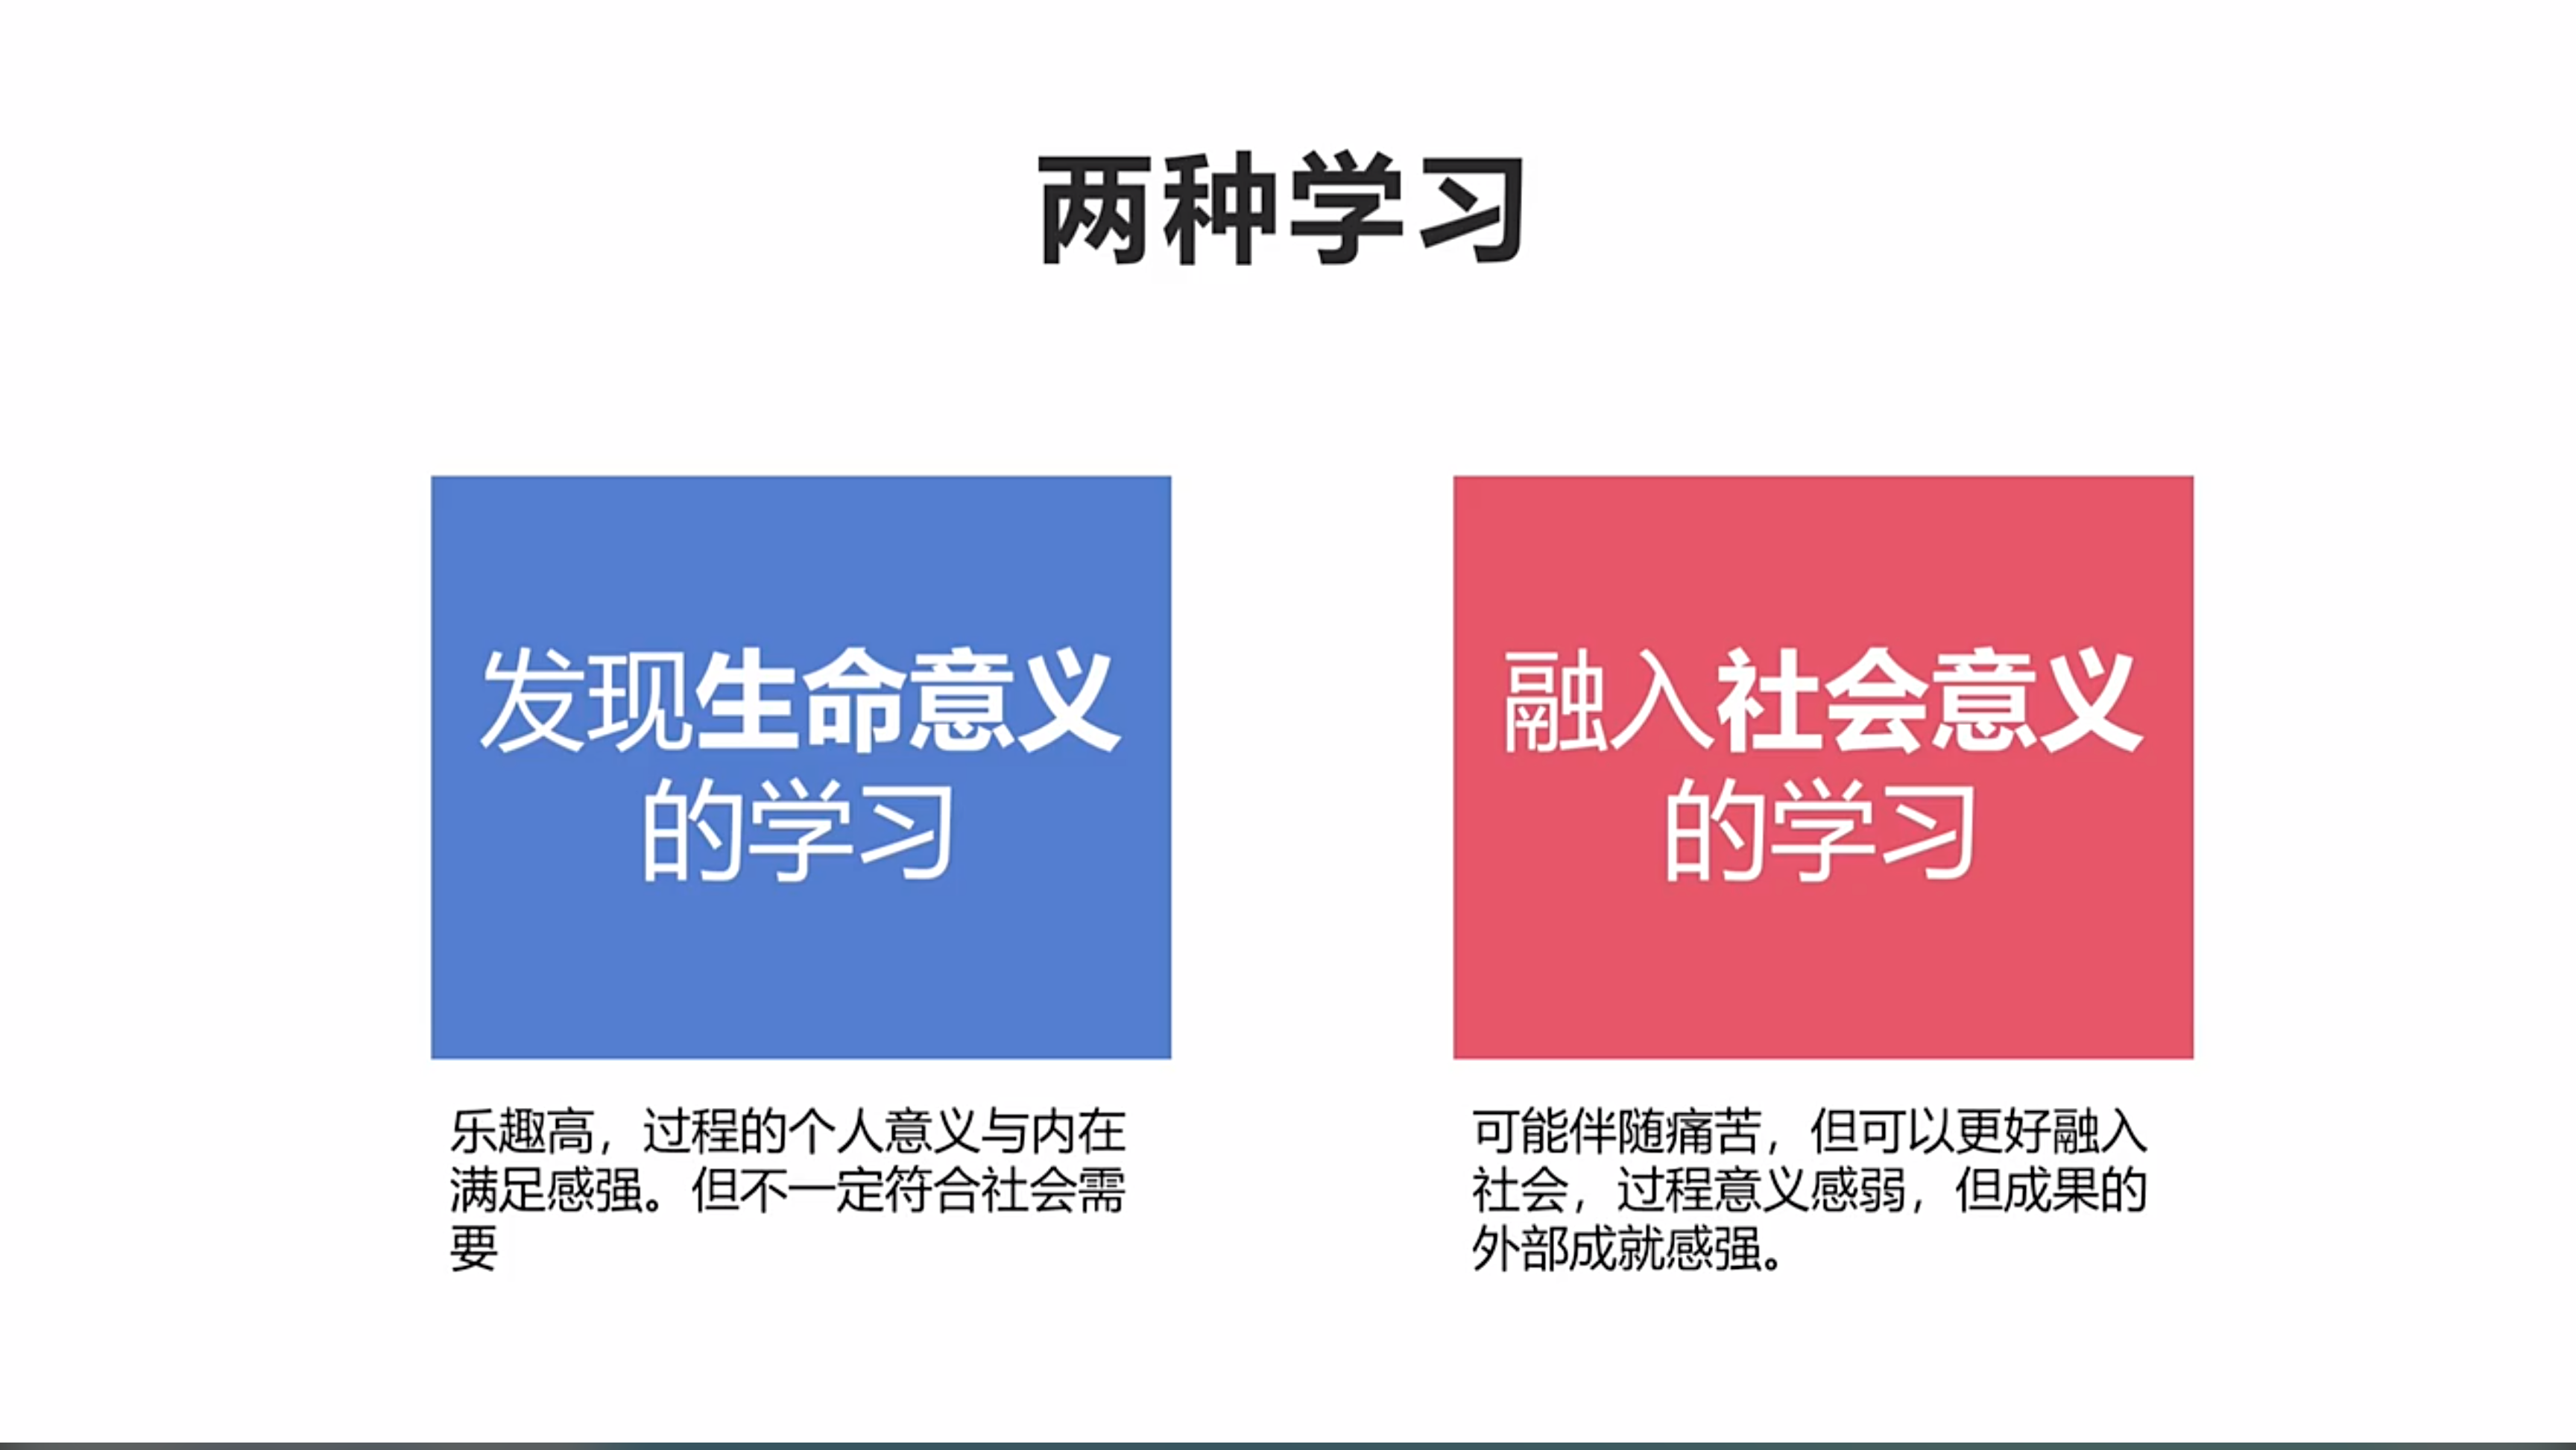 两种学习
发现生命意义
的学习
乐趣高，过程的个人意义与内在
满足感强。但不一定符合社会需
要
融入社会意义
的学习
可能伴随痛苦，但可以更好融入
社会，过程意义感弱，但成果的
外部成就感强。